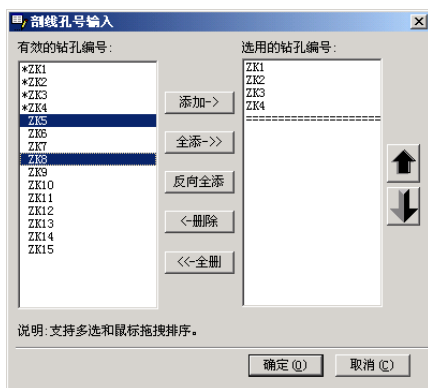 剖线孔号输入
有效的钻孔编号:
*ZK1
*ZK2
*ZK3
*ZK4
ZK5
ZK6
ZK7
ZK8
ZK9
ZK10
ZK11
ZK12
ZK13
ZK14
ZK15
添加->
全添->>
反向全添
<-删除
<<-全删
选用的钻孔编号:
ZK1
ZK2
ZK3
ZK4
====================
说明:支持多选和鼠标拖拽排序。
确定(O)
取消(C)